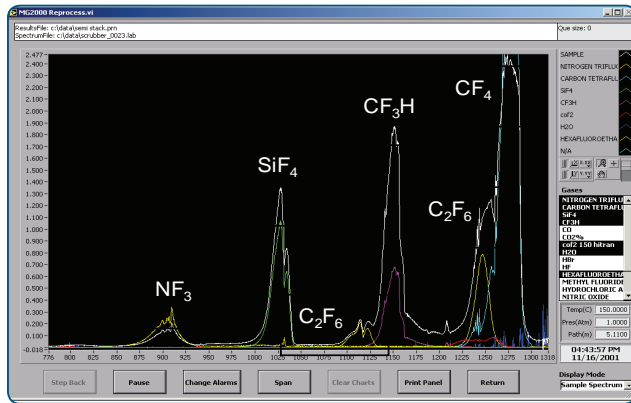 MG2000 Reprocess.vi
ResultsFile: c:\data\semi stack.prn
SpectrumFile: c:\data\scrubber_0023.lab
Que size: 0
2.477
2.400
2.300
2.200
2.100
2.000
1.900
1.800
1.700
1.600
1.500
1.400
1.300
1.200
1.100
1.000
0.900
0.800
0.700
0.600
0.500
0.400
0.300
0.200
0.100
-0.018
776 800 825 850 875 900 925 950 975 1000 1025 1050 1075 1100 1125 1150 1175 1200 1225 1250 1275 1300 1318
NF3
SiF4
C2F6
CF3H
C2F6
CF4
SAMPLE
NITROGEN TRIFLUO
CARBON TETRAFLL
SiF4
CF3H
cof2
H2O
HEXAFLUOROETHA
N/A
Gases
NITROGEN TRIFLU
CARBON TETRAFL
SiF4
CF3H
CO
CO2%
cof2 150 hitran
H2O
HBr
HF
HEXAFLUOROETHA
METHYL FLUORIDE
HYDROCHLORIC A
NITRIC OXIDE
Temp(C) 150.0000
Pres(Atm) 1.0000
Path(m) 5.1100
04:43:57 PM
11/16/2001
Display Mode
Sample Spectrum
Step Back Pause Change Alarms Span Clear Charts Print Panel Return